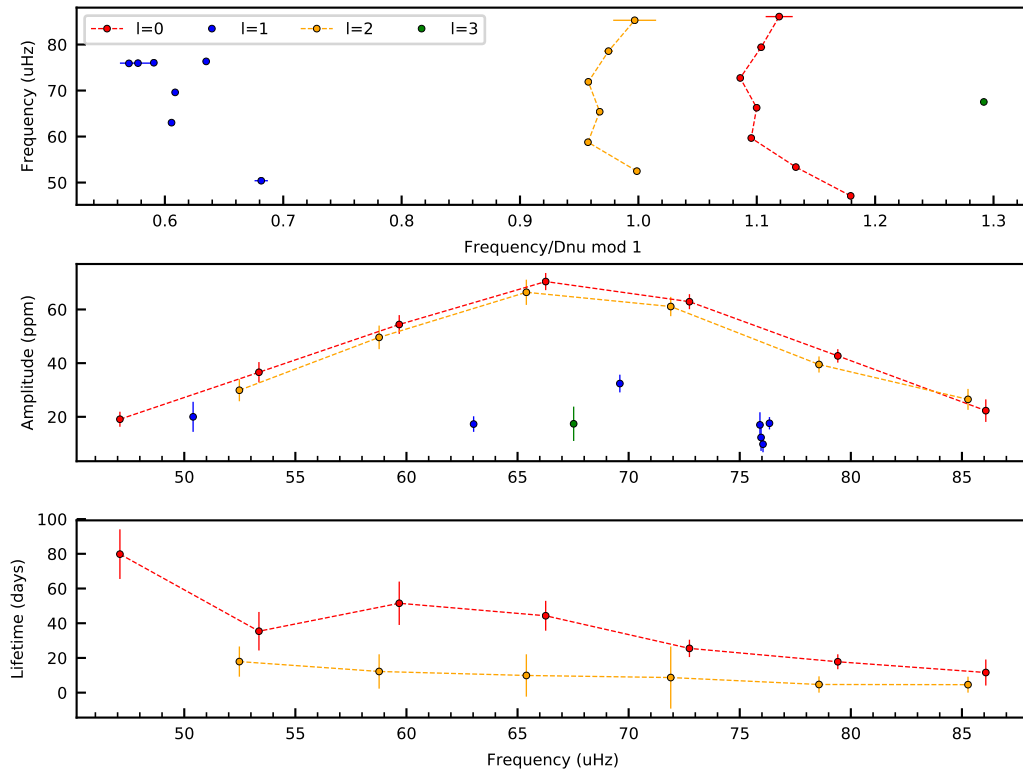 l=0 l=1 l=2 l=3
Frequency (uHz)
80
70
60
50
0.6 0.7 0.8 0.9 1.0 1.1 1.2 1.3
Frequency/Dnu mod 1
Amplitude (ppm)
60
40
20
50 55 60 65 70 75 80 85
Lifetime (days)
100
80
60
40
20
0
50 55 60 65 70 75 80 85
Frequency (uHz)